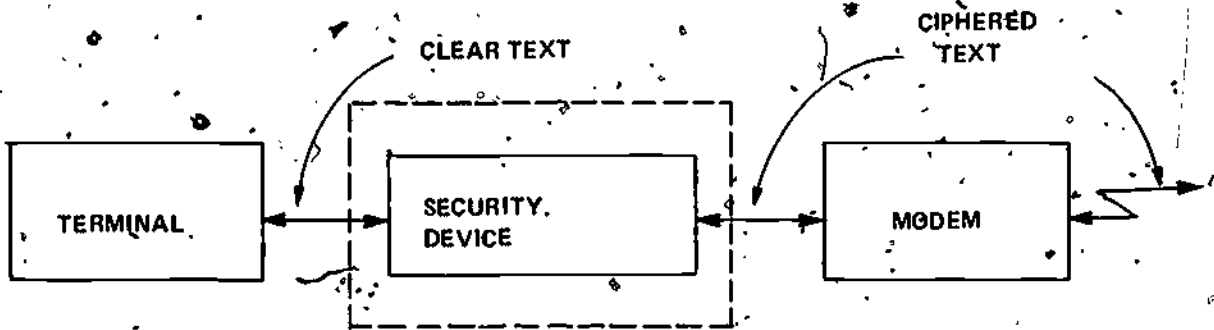 CLEAR TEXT
CIPHERED
TEXT
TERMINAL
SECURITY
DEVICE
MODEM